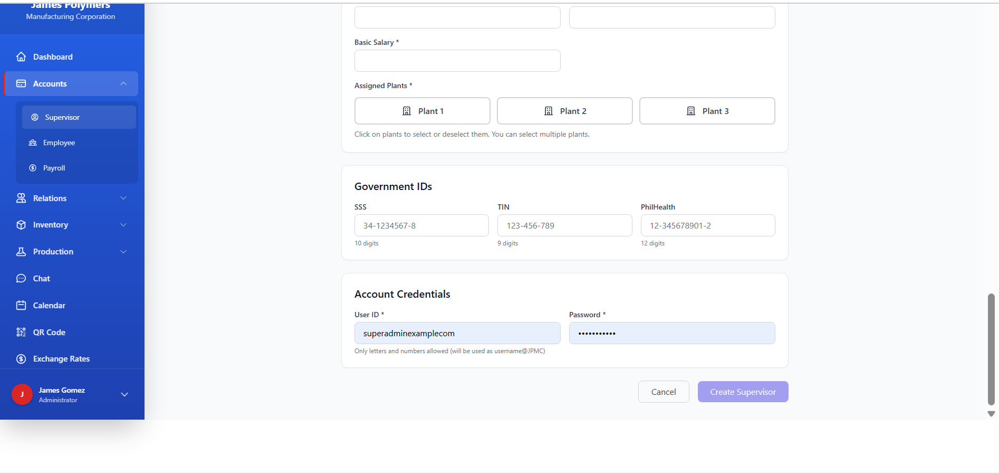 James Polymers
Manufacturing Corporation
Dashboard
Accounts
Supervisor
Employee
Payroll
Relations
Inventory
Production
Chat
Calendar
QR Code
Exchange Rates
J
James Gomez
Administrator
Basic Salary *
Assigned Plants *
Plant 1
Plant 2
Plant 3
Click on plants to select or deselect them. You can select multiple plants.
Government IDs
SSS
TIN
PhilHealth
34-1234567-8
123-456-789
12-345678901-2
10 digits
9 digits
12 digits
Account Credentials
User ID *
Password *
superadminexamplecom
•••••••••••
Only letters and numbers allowed (will be used as username@JPMC)
Cancel
Create Supervisor